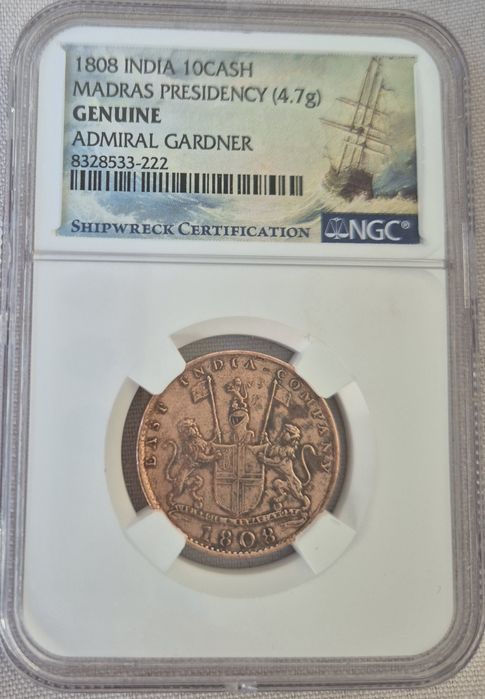 1808 INDIA 10CASH
MADRAS PRESIDENCY (4.7g)
GENUINE
ADMIRAL GARDNER
8328533-222
SHIPWRECK CERTIFICATION
NGC®
EAST INDIA COMPANY
1808